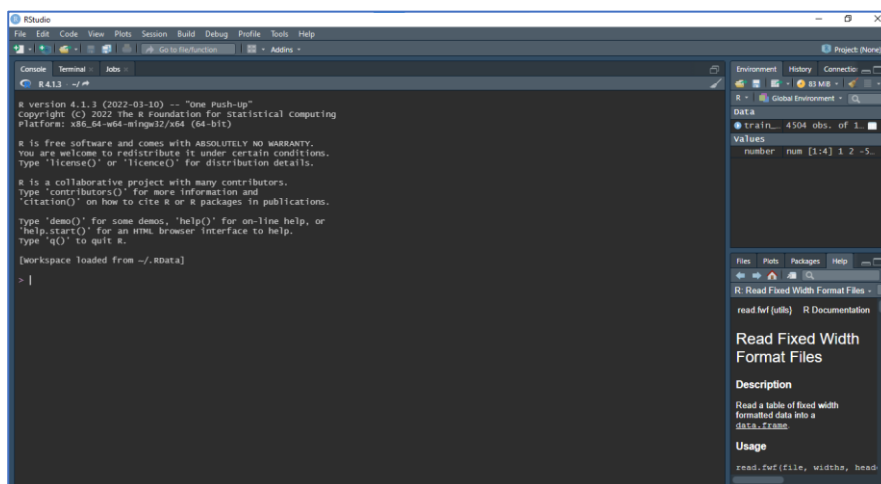 RStudio
File Edit Code View Plots Session Build Debug Profile Tools Help
Go to file/function
Addins
Project: (None)
Console Terminal Jobs
R 4.1.3 · ~/
R version 4.1.3 (2022-03-10) -- "One Push-Up"
Copyright (C) 2022 The R Foundation for Statistical Computing
Platform: x86_64-w64-mingw32/x64 (64-bit)
R is free software and comes with ABSOLUTELY NO WARRANTY.
You are welcome to redistribute it under certain conditions.
Type 'license()' or 'licence()' for distribution details.
R is a collaborative project with many contributors.
Type 'contributors()' for more information and
'citation()' on how to cite R or R packages in publications.
Type 'demo()' for some demos, 'help()' for on-line help, or
'help.start()' for an HTML browser interface to help.
Type 'q()' to quit R.
[Workspace loaded from ~/.RData]
>
Environment History Connectic
83 MiB
R Global Environment
Data
train_… 4504 obs. of 1…
Values
number num [1:4] 1 2 -5…
Files Plots Packages Help
R: Read Fixed Width Format Files
read.fwf {utils} R Documentation
Read Fixed Width
Format Files
Description
Read a table of fixed width
formatted data into a
data.frame.
Usage
read.fwf(file, widths, head